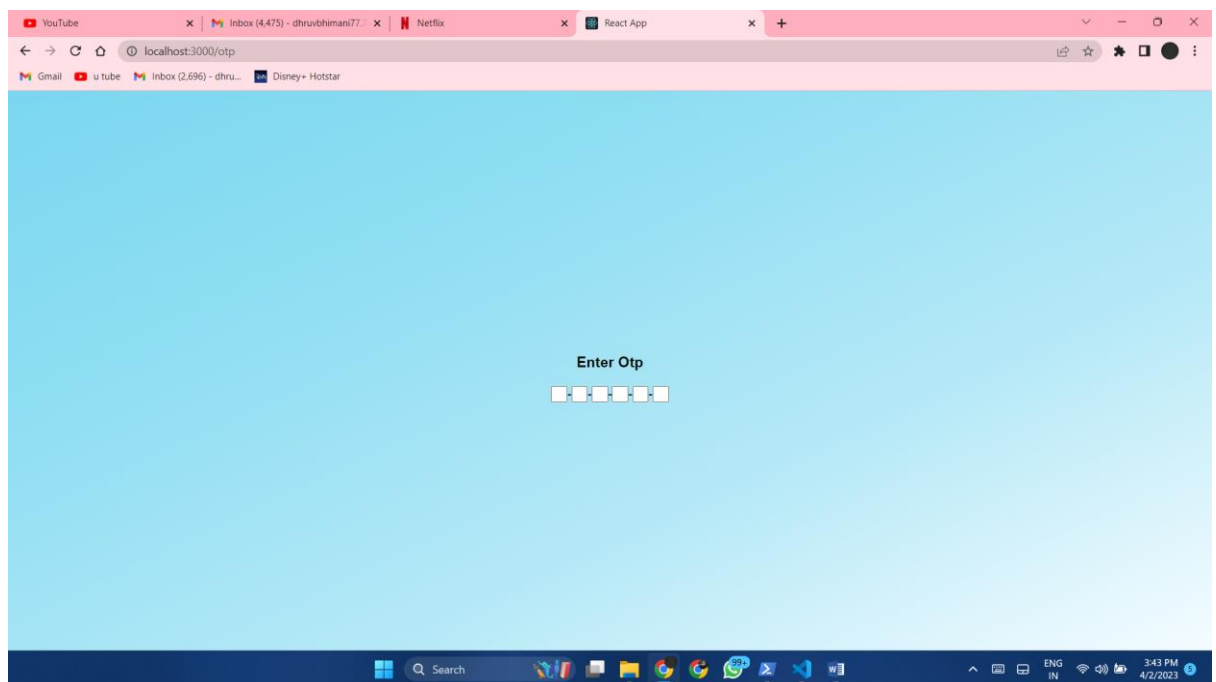 YouTube
Inbox (4,475) - dhruvbhimani77.
Netflix
React App
localhost:3000/otp
Gmail
u tube
Inbox (2,696) - dhru...
Disney+ Hotstar
Enter Otp
- - - - -
Search
99+
ENG
IN
3:43 PM
4/2/2023
5